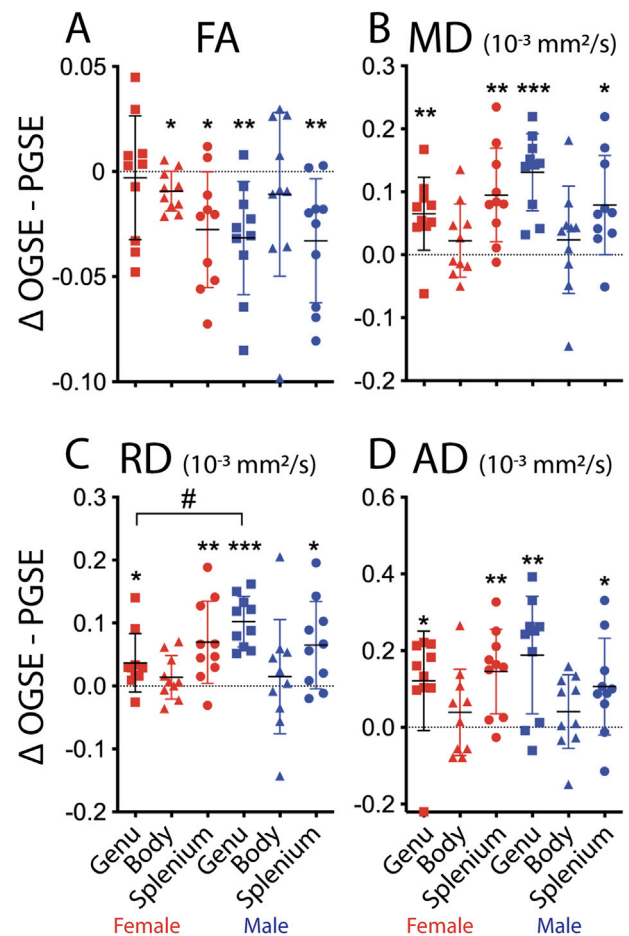 A FA
B MD (10⁻³ mm²/s)
Δ OGSE - PGSE
0.05
0
-0.05
-0.10
* * ** **
0.3
0.2
0.1
0.0
-0.1
-0.2
** ** *** *
C RD (10⁻³ mm²/s)
D AD (10⁻³ mm²/s)
Δ OGSE - PGSE
0.3
0.2
0.1
0.0
-0.1
-0.2
#
* ** *** *
0.6
0.4
0.2
0.0
-0.2
* ** ** *
Genu Body Splenium Genu Body Splenium
Genu Body Splenium Genu Body Splenium
Female Male
Female Male